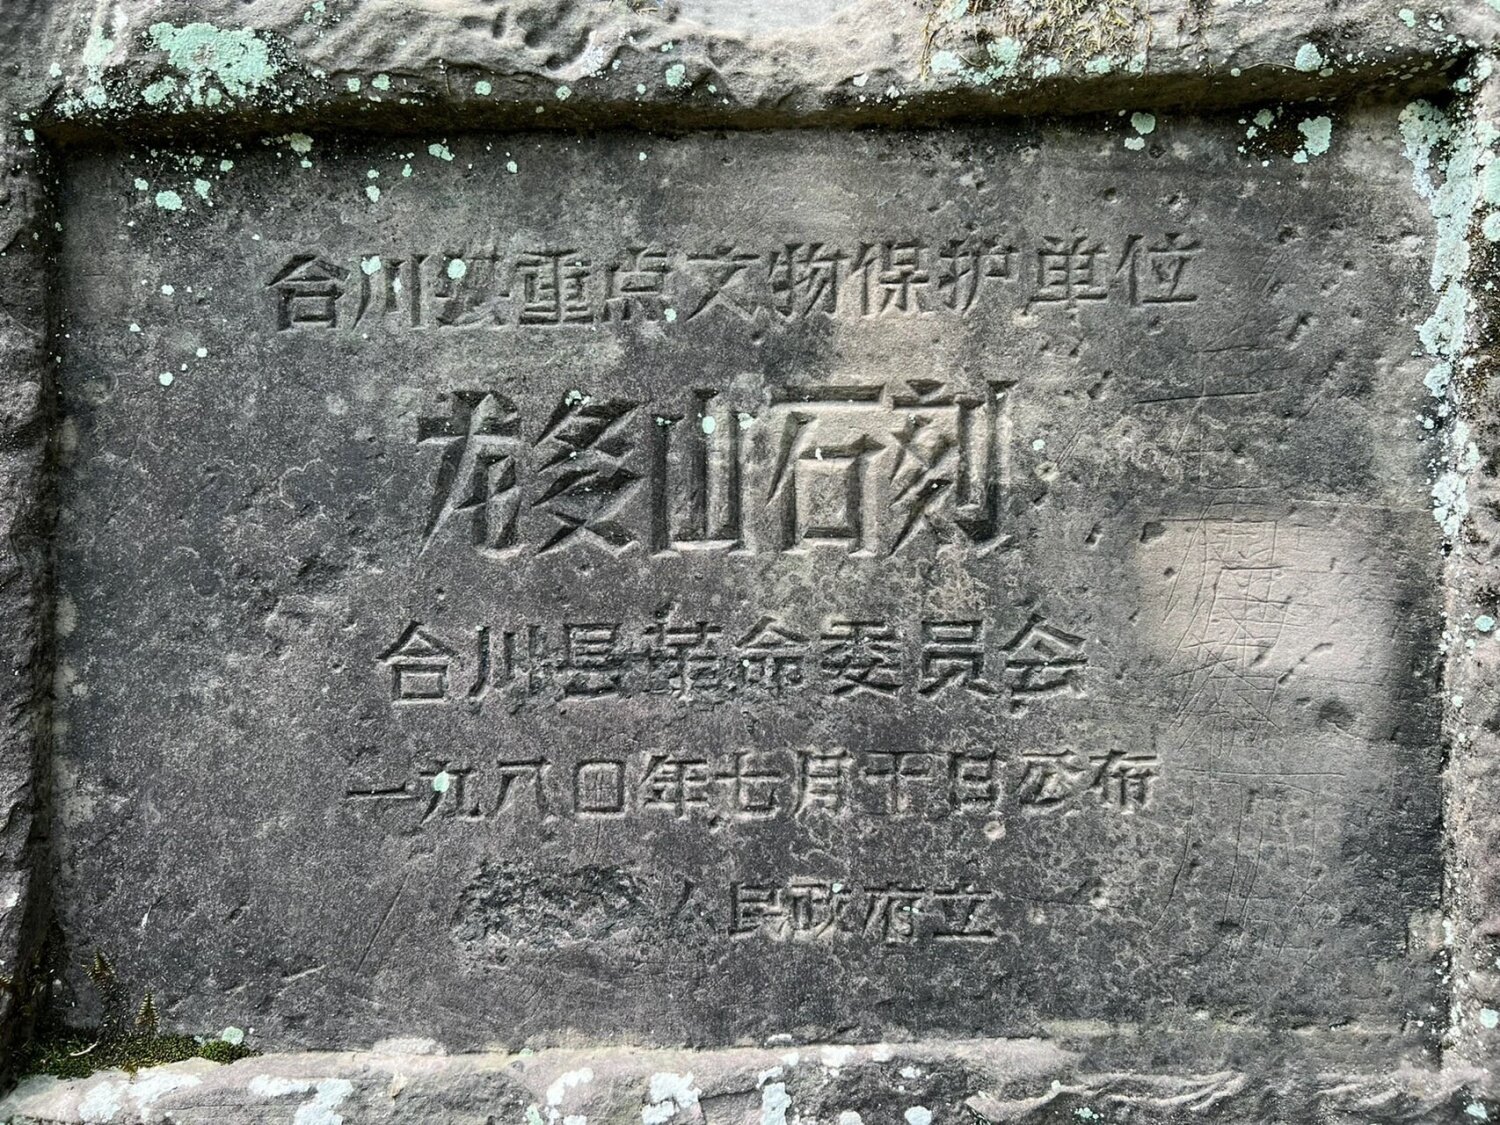 合川县重点文物保护单位
龙多山石刻
合川县革命委员会
一九八〇年七月十日公布
人民政府立